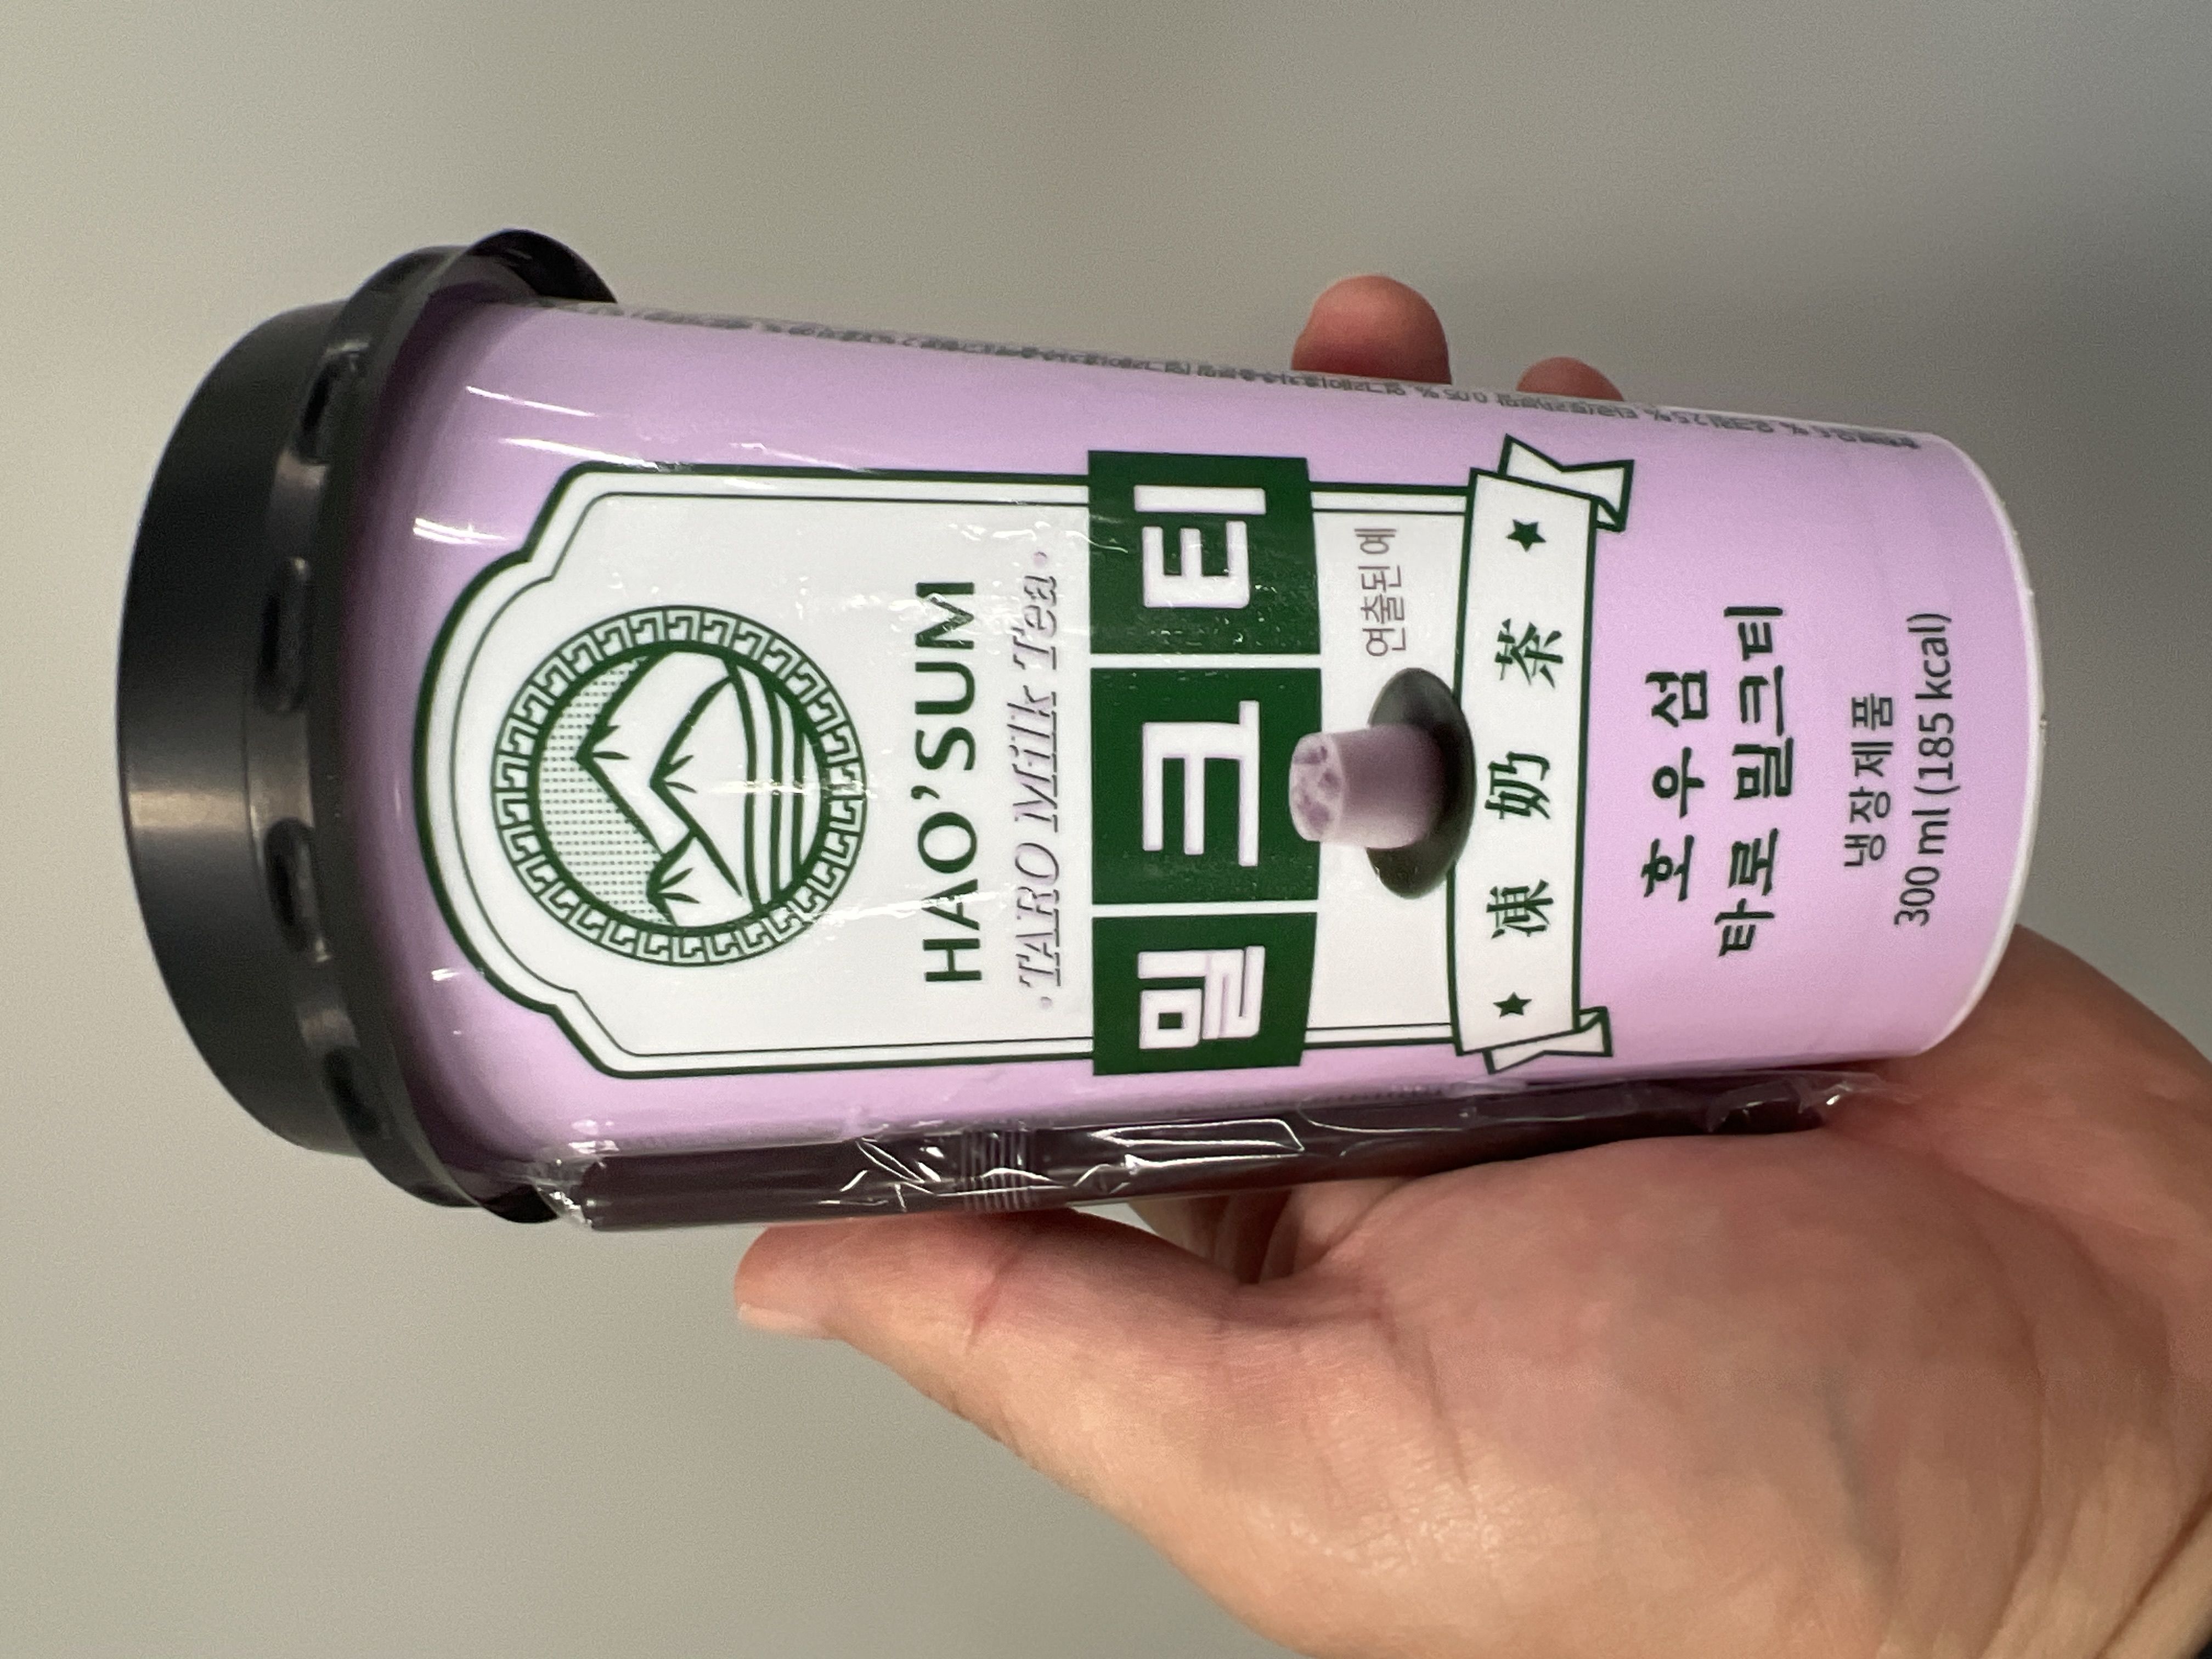 HAO'SUM
·TARO Milk Tea·
밀크티
연출된 예
★ 凍 奶 茶 ★
호우섬
타로 밀크티
냉장제품
300 ml (185 kcal)